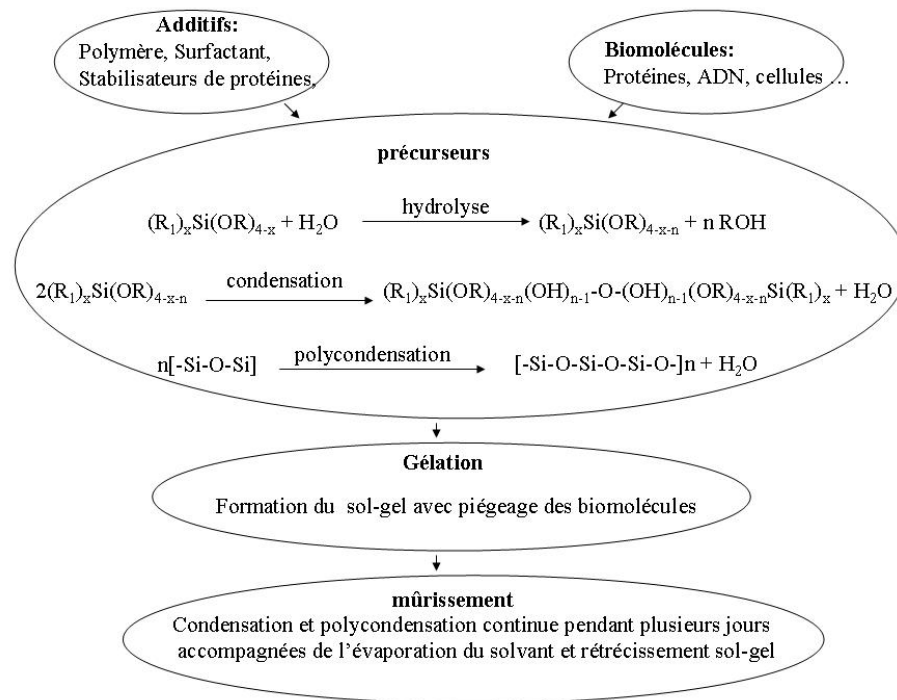 Additifs:
Polymère, Surfactant,
Stabilisateurs de protéines,
Biomolécules:
Protéines, ADN, cellules …
précurseurs
(R₁)ₓSi(OR)₄₋ₓ + H₂O hydrolyse (R₁)ₓSi(OR)₄₋ₓ₋ₙ + n ROH
2(R₁)ₓSi(OR)₄₋ₓ₋ₙ condensation (R₁)ₓSi(OR)₄₋ₓ₋ₙ(OH)ₙ₋₁-O-(OH)ₙ₋₁(OR)₄₋ₓ₋ₙSi(R₁)ₓ + H₂O
n[-Si-O-Si] polycondensation [-Si-O-Si-O-Si-O-]n + H₂O
Gélation
Formation du sol-gel avec piégeage des biomolécules
mûrissement
Condensation et polycondensation continue pendant plusieurs jours
accompagnées de l’évaporation du solvant et rétrécissement sol-gel